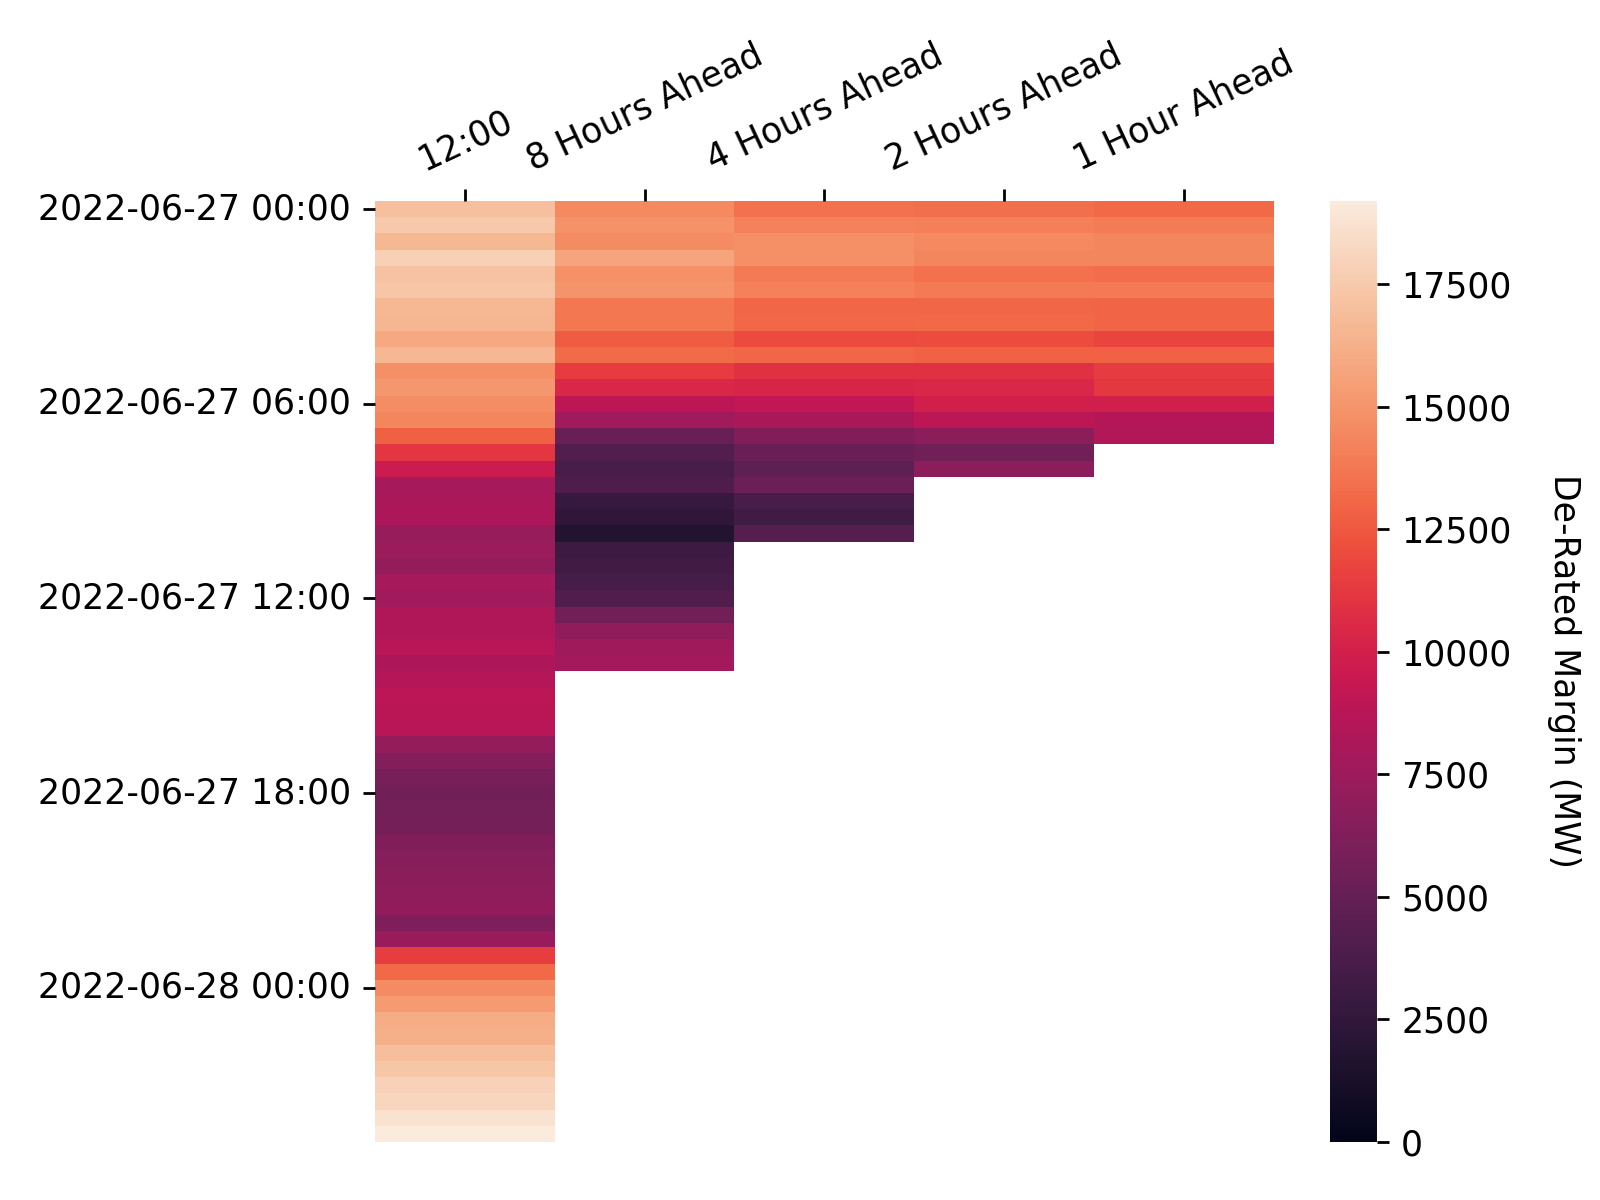 12:00
8 Hours Ahead
4 Hours Ahead
2 Hours Ahead
1 Hour Ahead
2022-06-27 00:00
2022-06-27 06:00
2022-06-27 12:00
2022-06-27 18:00
2022-06-28 00:00
17500
15000
12500
10000
7500
5000
2500
0
De-Rated Margin (MW)